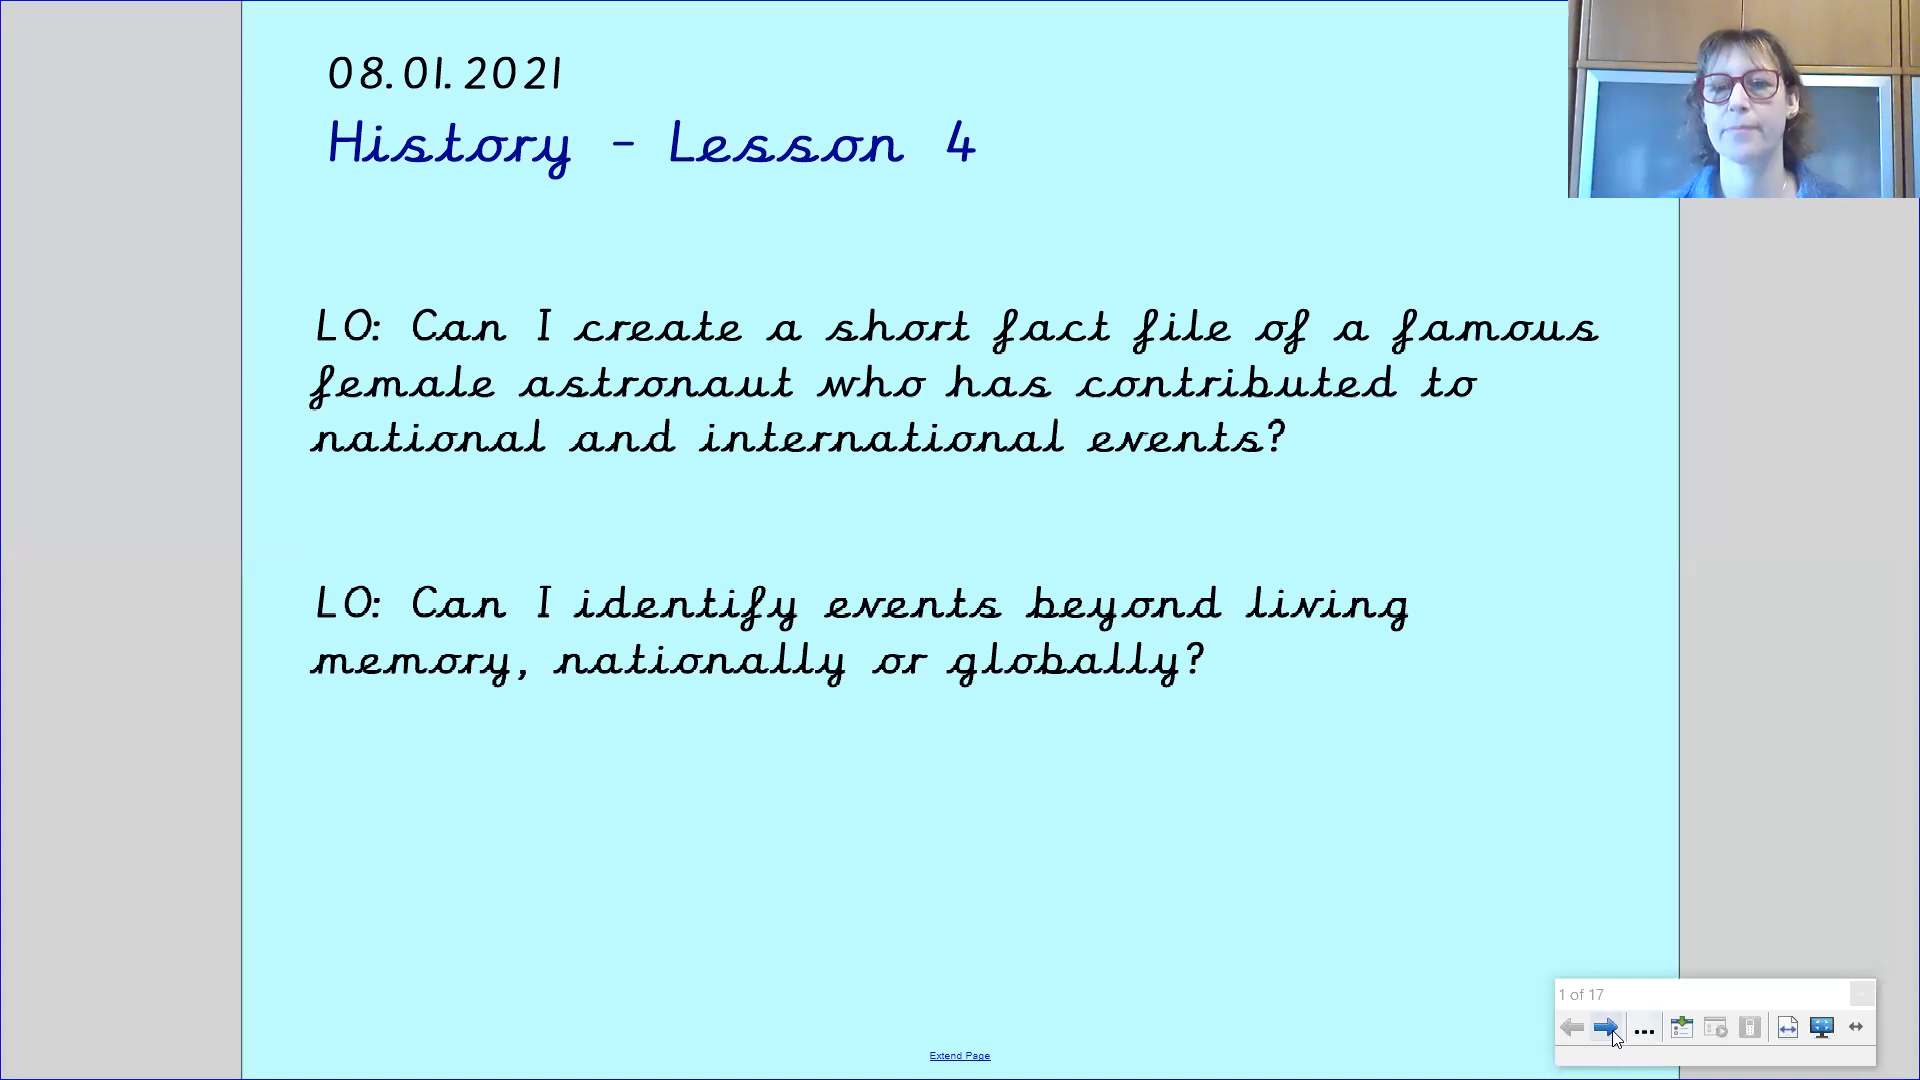 08.01.2021
History - Lesson 4
LO: Can I create a short fact file of a famous
female astronaut who has contributed to
national and international events?
LO: Can I identify events beyond living
memory, nationally or globally?
1 of 17
...
Extend Page